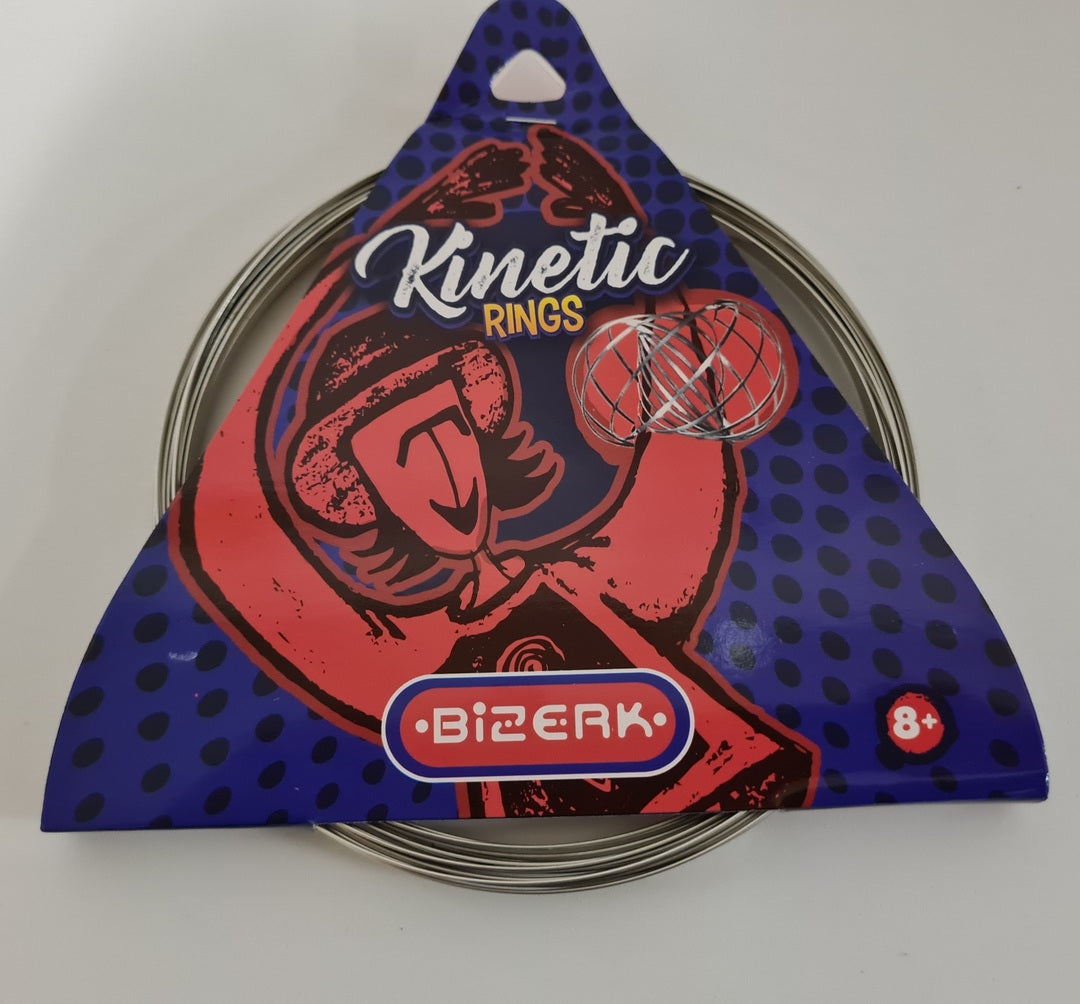 Kinetic
RINGS
•BiZERK•
8+